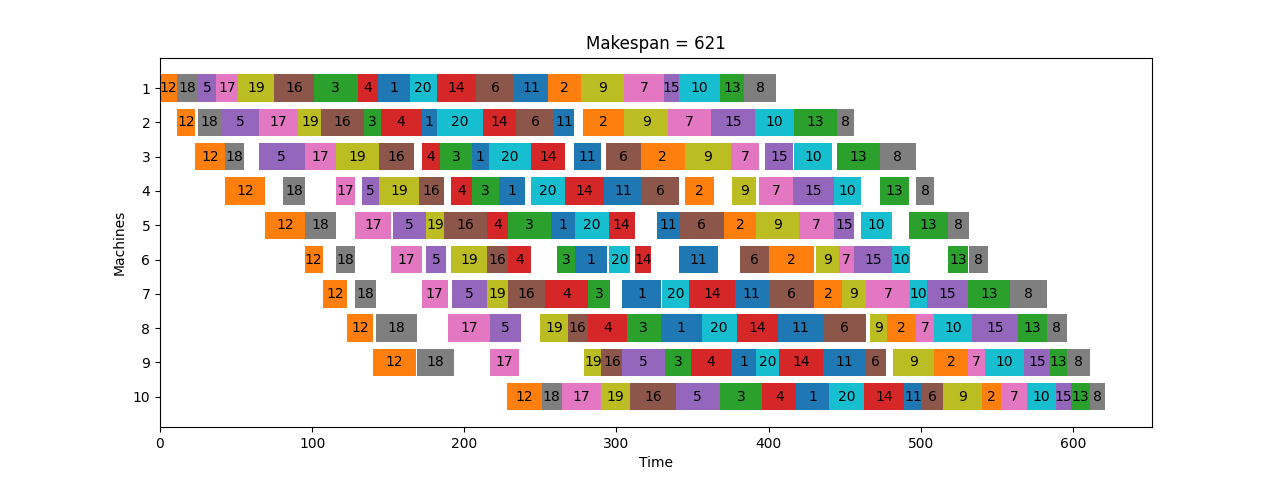 Makespan = 621
1 12 18 5 17 19 16 3 4 1 20 14 6 11 2 9 7 15 10 13 8
2 12 18 5 17 19 16 3 4 1 20 14 6 11 2 9 7 15 10 13 8
3 12 18 5 17 19 16 4 3 1 20 14 11 6 2 9 7 15 10 13 8
4 12 18 17 5 19 16 4 3 1 20 14 11 6 2 9 7 15 10 13 8
5 12 18 17 5 19 16 4 3 1 20 14 11 6 2 9 7 15 10 13 8
6 12 18 17 5 19 16 4 3 1 20 14 11 6 2 9 7 15 10 13 8
7 12 18 17 5 19 16 4 3 1 20 14 11 6 2 9 7 10 15 13 8
8 12 18 17 5 19 16 4 3 1 20 14 11 6 9 2 7 10 15 13 8
9 12 18 17 19 16 5 3 4 1 20 14 11 6 9 2 7 10 15 13 8
10 12 18 17 19 16 5 3 4 1 20 14 11 6 9 2 7 10 15 13 8
0 100 200 300 400 500 600
Time
Machines